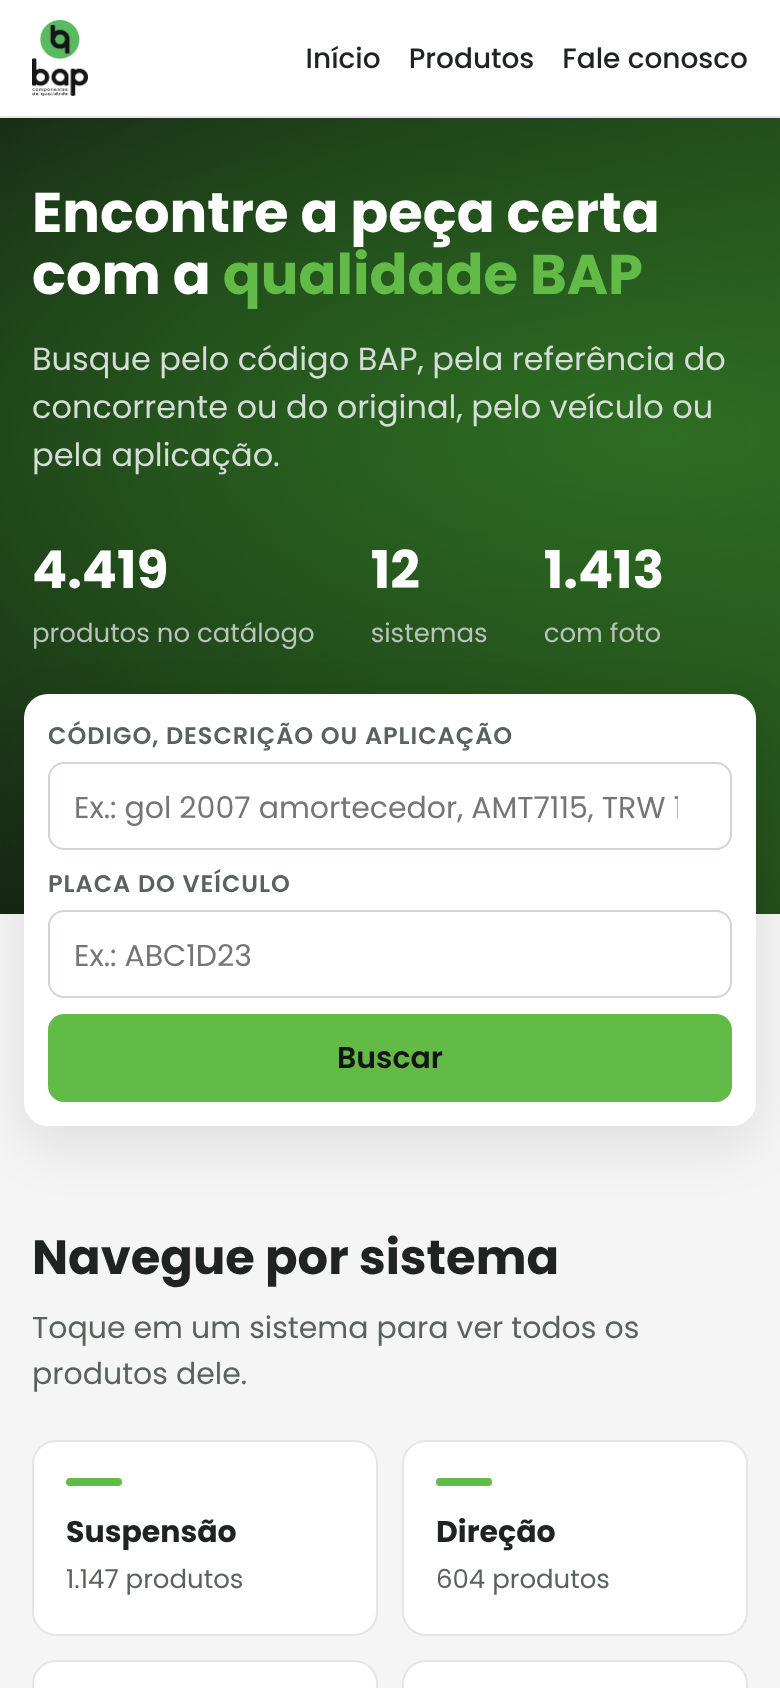 bap
componentes
de qualidade
Início Produtos Fale conosco
Encontre a peça certa
com a qualidade BAP
Busque pelo código BAP, pela referência do
concorrente ou do original, pelo veículo ou
pela aplicação.
4.419 12 1.413
produtos no catálogo sistemas com foto
CÓDIGO, DESCRIÇÃO OU APLICAÇÃO
Ex.: gol 2007 amortecedor, AMT7115, TRW
PLACA DO VEÍCULO
Ex.: ABC1D23
Buscar
Navegue por sistema
Toque em um sistema para ver todos os
produtos dele.
Suspensão Direção
1.147 produtos 604 produtos